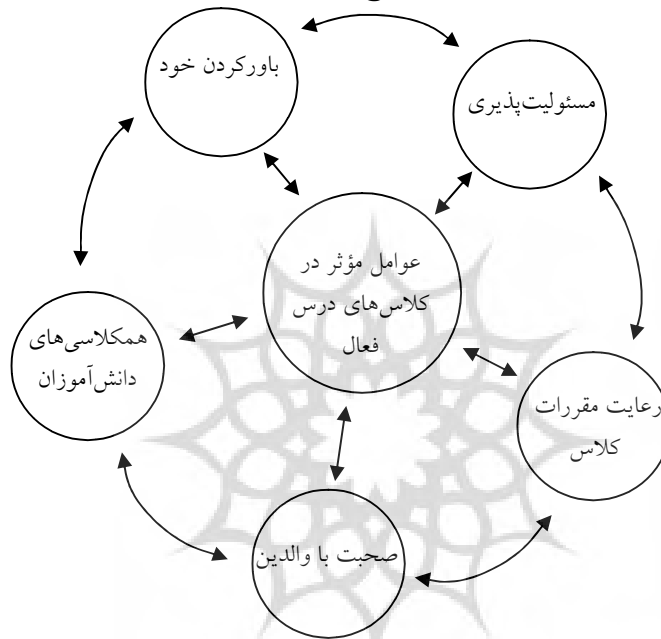 باورکردن خود
مسئولیت‌پذیری
عوامل مؤثر در
کلاس‌های درس
فعال
همکلاسی‌های
دانش‌آموزان
رعایت مقررات
کلاس
صحبت با والدین